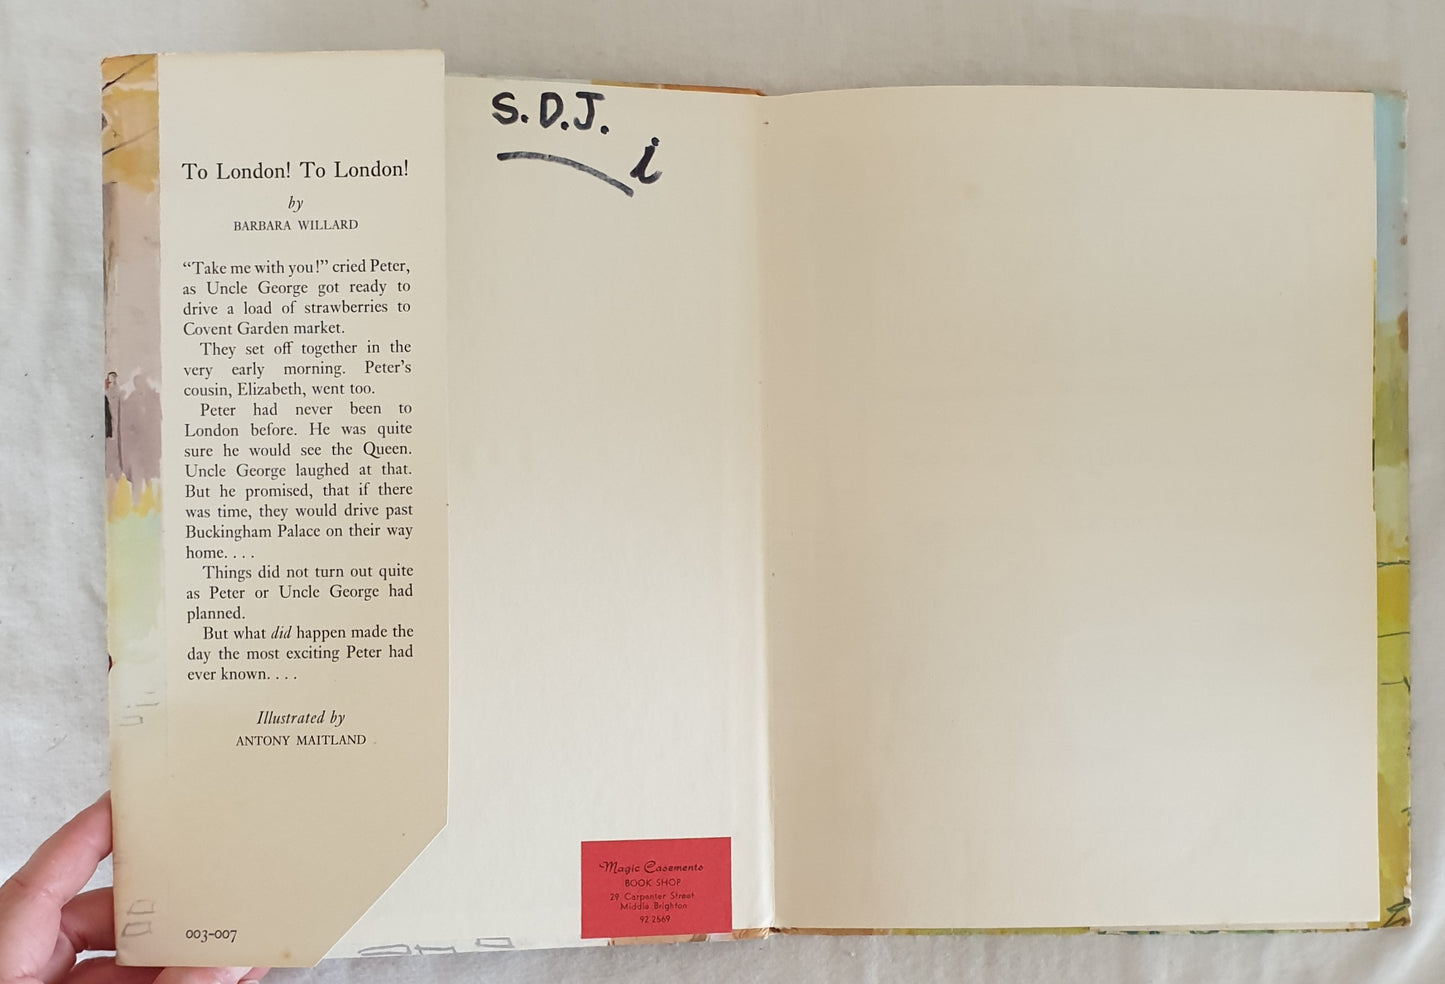 To London! To London!
by
BARBARA WILLARD
“Take me with you!” cried Peter,
as Uncle George got ready to
drive a load of strawberries to
Covent Garden market.
They set off together in the
very early morning. Peter’s
cousin, Elizabeth, went too.
Peter had never been to
London before. He was quite
sure he would see the Queen.
Uncle George laughed at that.
But he promised, that if there
was time, they would drive past
Buckingham Palace on their way
home. . . .
Things did not turn out quite
as Peter or Uncle George had
planned.
But what did happen made the
day the most exciting Peter had
ever known. . . .
Illustrated by
ANTONY MAITLAND
003-007
S.D.J.
i
Magic Casements
BOOK SHOP
29 Carpenter Street
Middle Brighton
92 2569